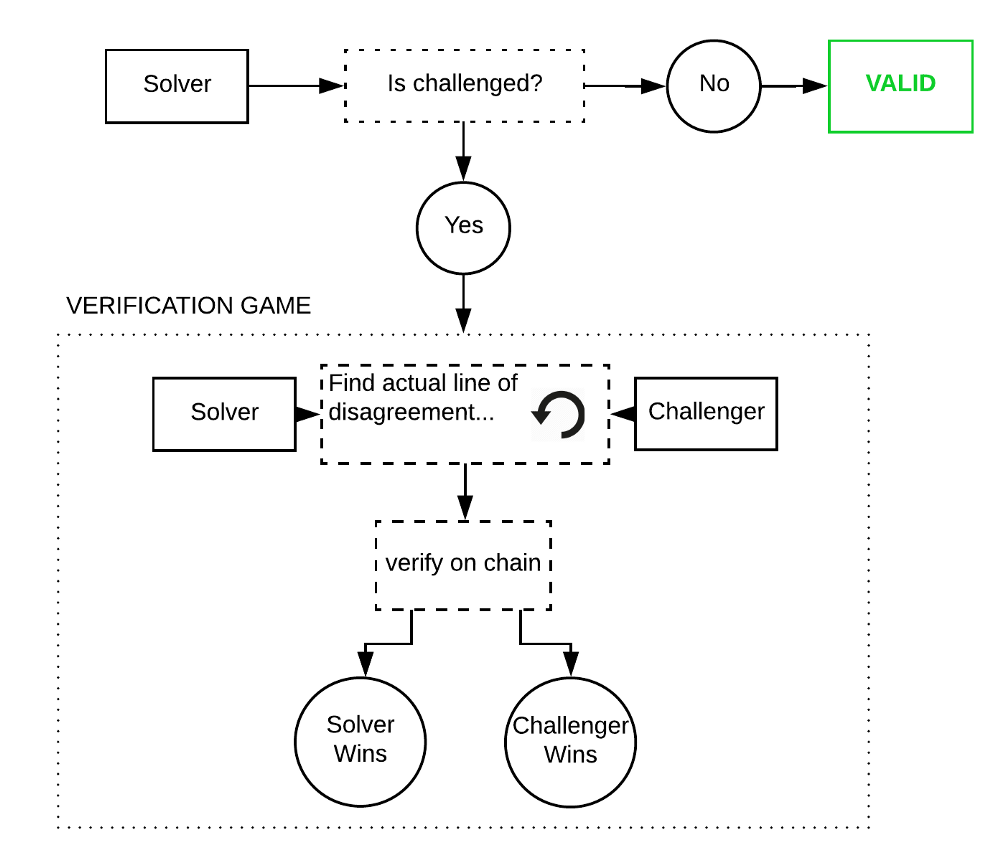 Solver
Is challenged?
No
VALID
Yes
VERIFICATION GAME
Solver
Find actual line of
disagreement...
Challenger
verify on chain
Solver
Wins
Challenger
Wins